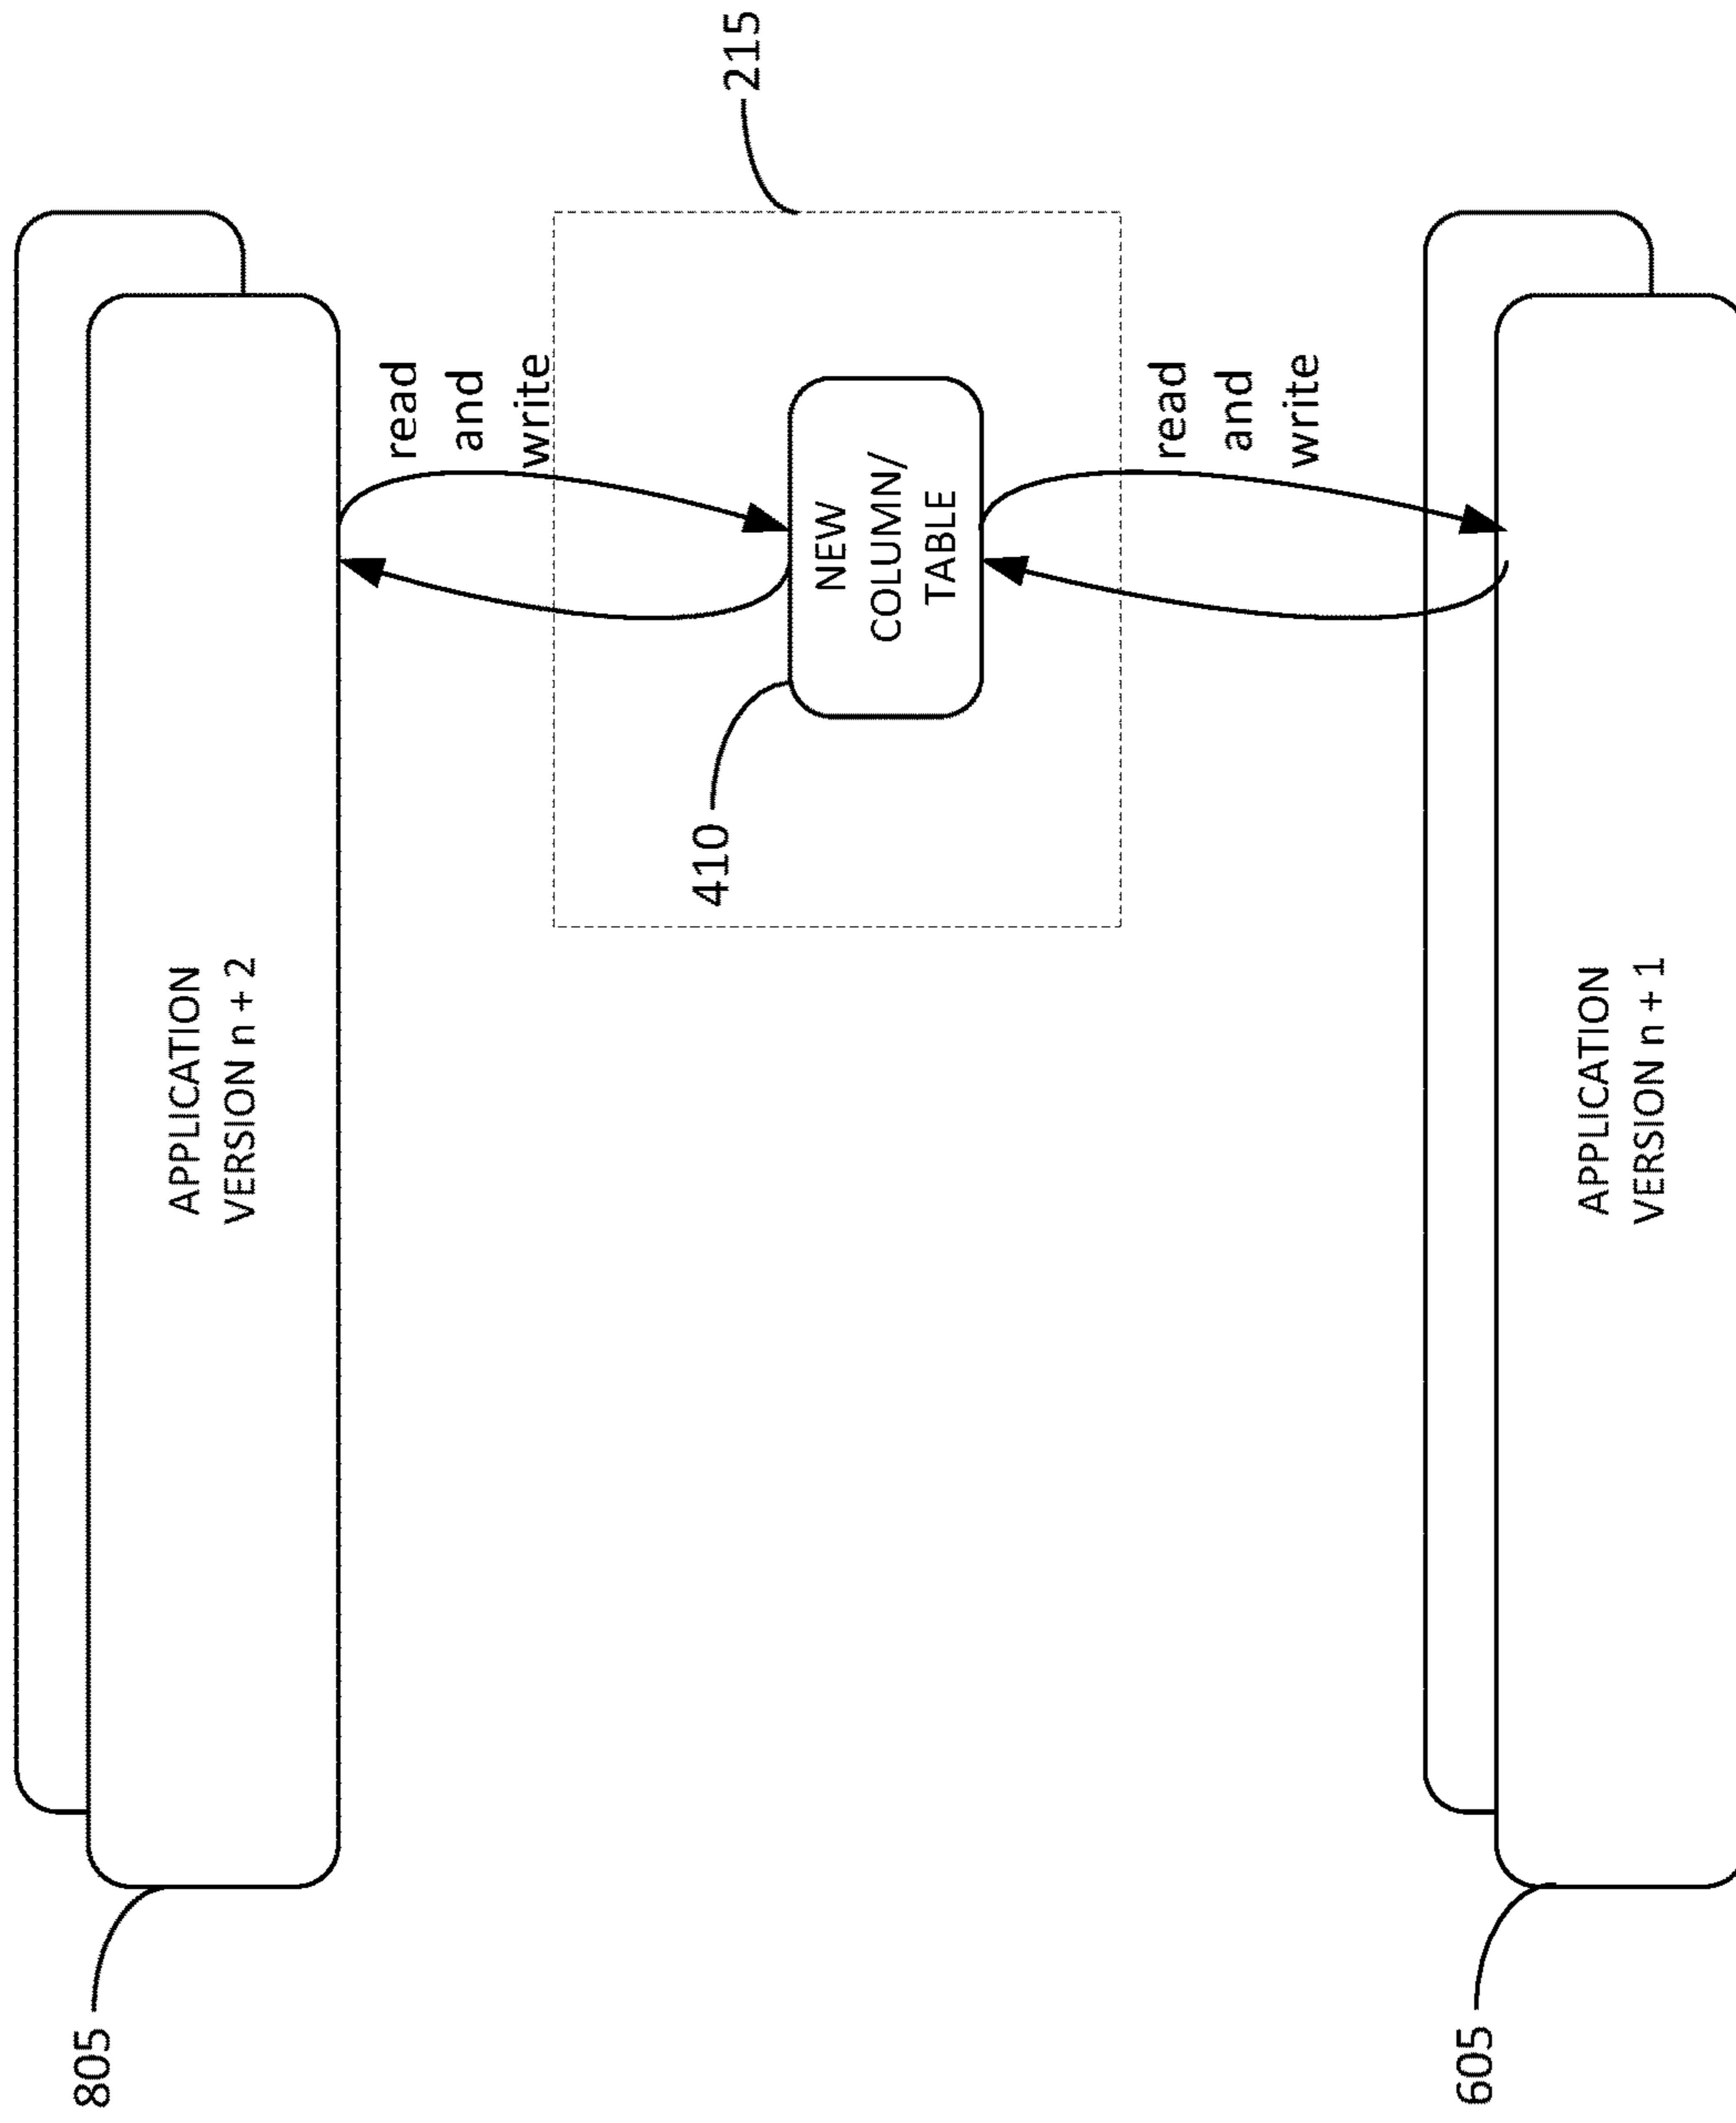 805
APPLICATION
VERSION n + 2
read
and
write
215
410
NEW
COLUMN/
TABLE
read
and
write
605
APPLICATION
VERSION n + 1